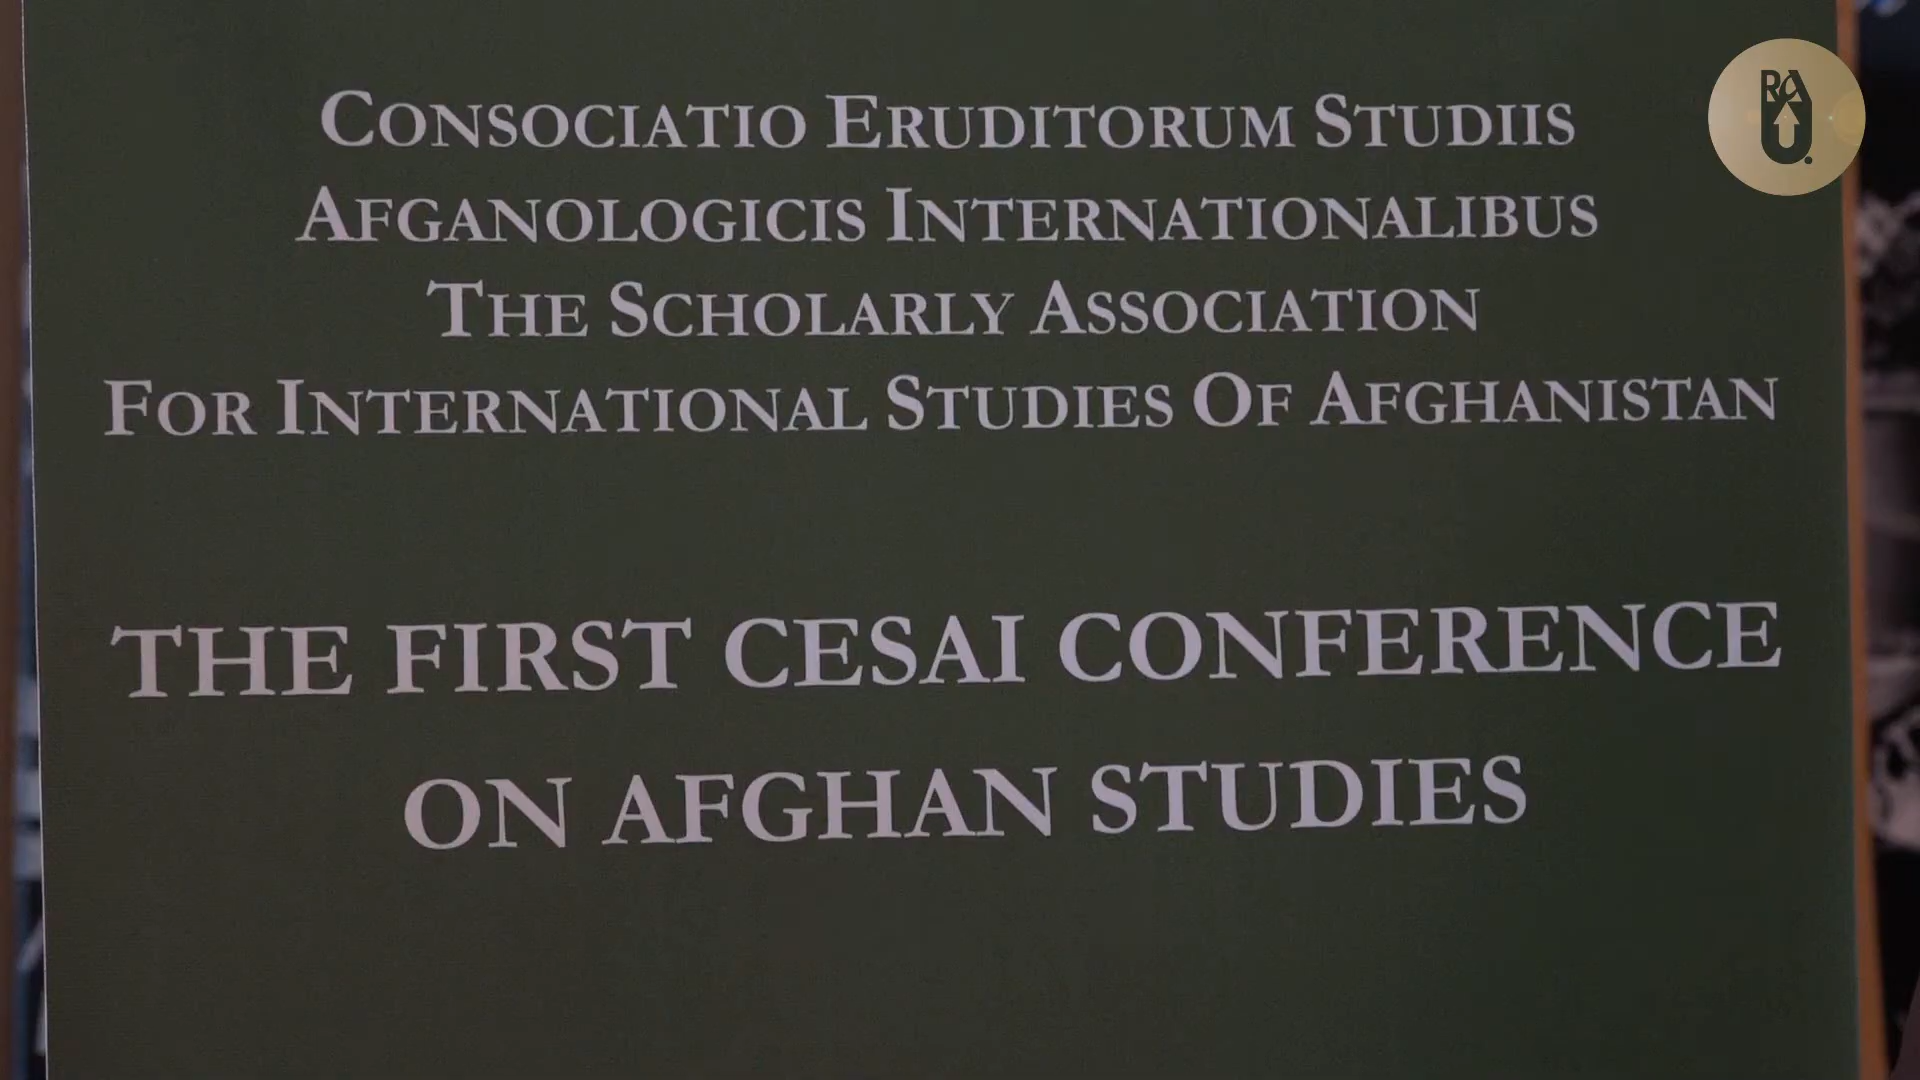 CONSOCIATIO ERUDITORUM STUDIIS
AFGANOLOGICIS INTERNATIONALIBUS
THE SCHOLARLY ASSOCIATION
FOR INTERNATIONAL STUDIES OF AFGHANISTAN
THE FIRST CESAI CONFERENCE
ON AFGHAN STUDIES
RAU